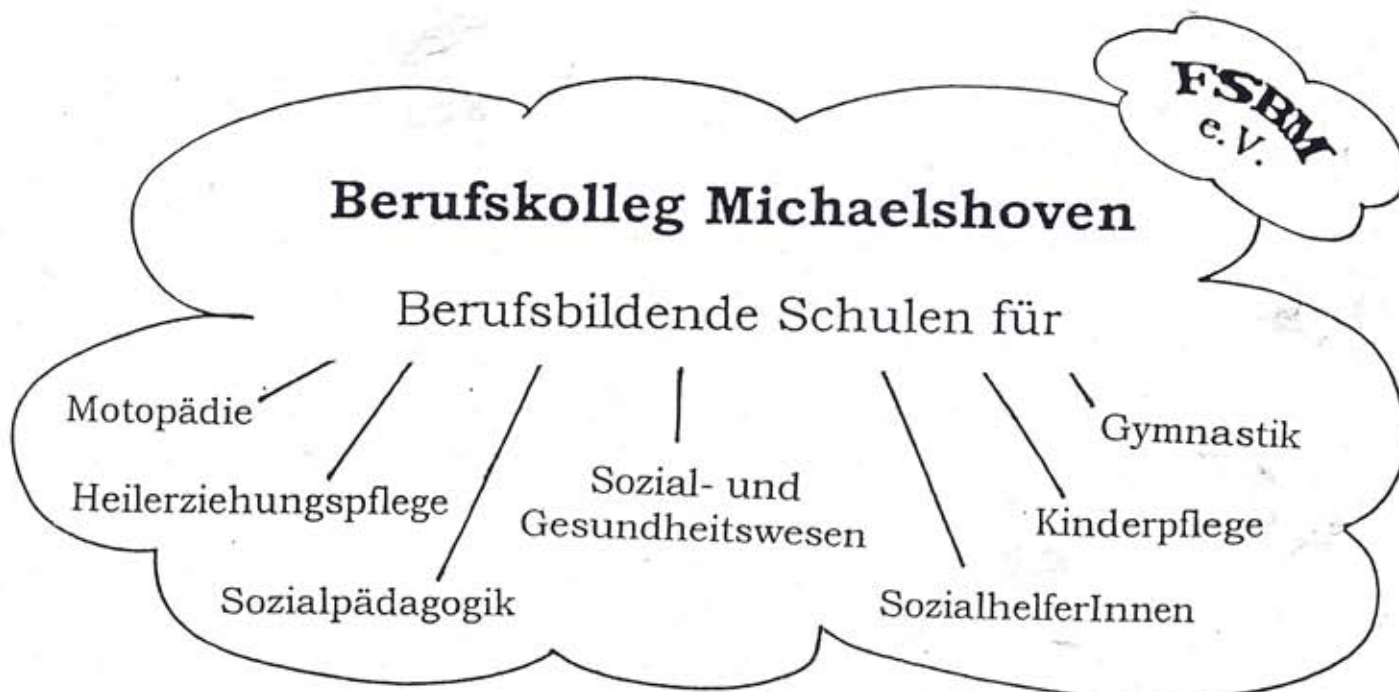 FSBM
e.V.
Berufskolleg Michaelshoven
Berufsbildende Schulen für
Motopädie
Heilerziehungspflege
Sozialpädagogik
Sozial- und
Gesundheitswesen
SozialhelferInnen
Kinderpflege
Gymnastik